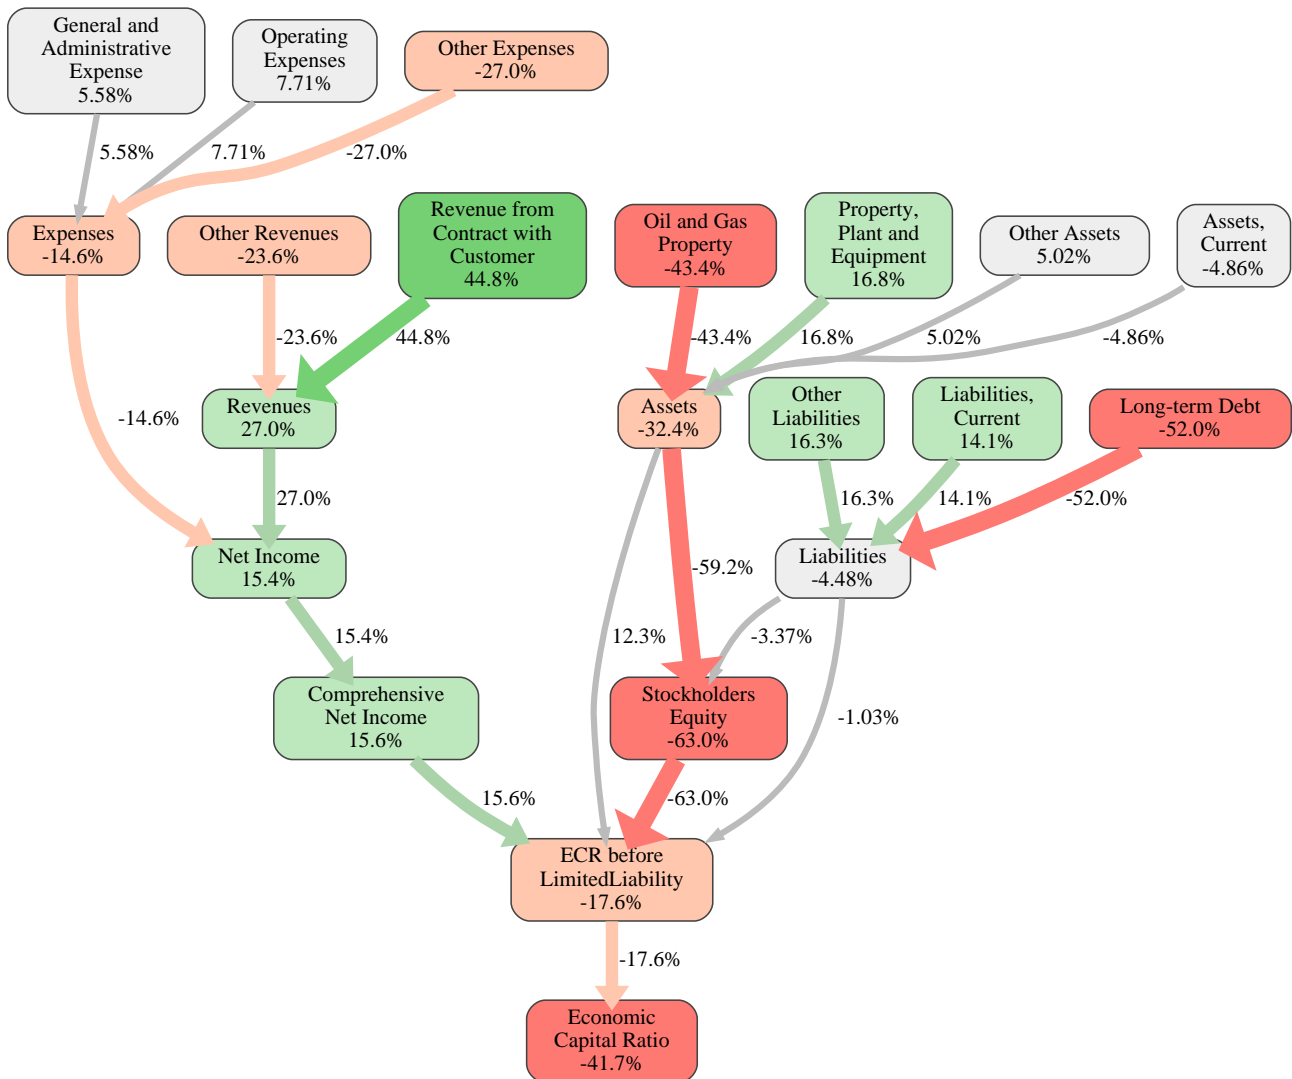 General and
Administrative
Expense
5.58%
Operating
Expenses
7.71%
Other Expenses
-27.0%
5.58%
7.71%
-27.0%
Expenses
-14.6%
Other Revenues
-23.6%
Revenue from
Contract with
Customer
44.8%
Oil and Gas
Property
-43.4%
Property,
Plant and
Equipment
16.8%
Other Assets
5.02%
Assets,
Current
-4.86%
-23.6%
44.8%
-43.4%
16.8%
5.02%
-4.86%
-14.6%
Revenues
27.0%
Assets
-32.4%
Other
Liabilities
16.3%
Liabilities,
Current
14.1%
Long-term Debt
-52.0%
27.0%
16.3%
14.1%
-52.0%
Net Income
15.4%
-59.2%
Liabilities
-4.48%
15.4%
12.3%
-3.37%
Comprehensive
Net Income
15.6%
Stockholders
Equity
-63.0%
-1.03%
15.6%
-63.0%
ECR before
LimitedLiability
-17.6%
-17.6%
Economic
Capital Ratio
-41.7%